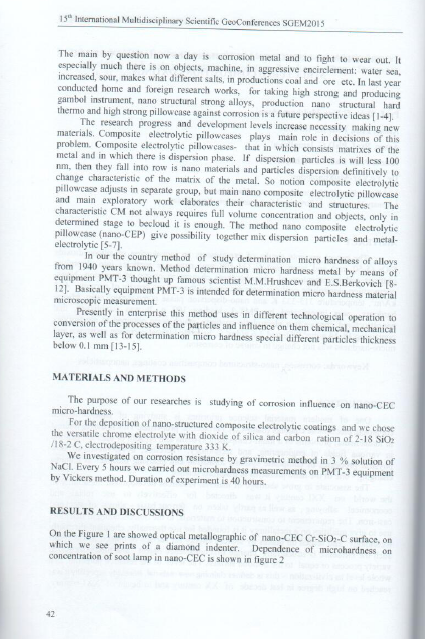 15th International Multidisciplinary Scientific GeoConferences SGEM2015
The main by question now a day is corrosion metal and to fight to wear out. It
especially much there is on objects, machine, in aggressive encirclement: water sea,
increased, sour, makes what different salts, in productions coal and ore etc. In last year
conducted home and foreign research works, for taking high strong and producing
gambol instrument, nano structural strong alloys, production nano structural hard
thermo and high strong pillowcase against corrosion is a future perspective ideas [1-4].
The research progress and development levels increase necessity making new
materials. Composite electrolytic pillowcases plays main role in decisions of this
problem. Composite electrolytic pillowcases- that in which consists matrixes of the
metal and in which there is dispersion phase. If dispersion particles is will less 100
nm, then they fall into row is nano materials and particles dispersion definitively to
change characteristic of the matrix of the metal. So notion composite electrolytic
pillowcase adjusts in separate group, but main nano composite electrolytic pillowcase
and main exploratory work elaborates their characteristic and structures. The
characteristic CM not always requires full volume concentration and objects, only in
determined stage to becloud it is enough. The method nano composite electrolytic
pillowcase (nano-CEP) give possibility together mix dispersion particles and metal-
electrolytic [5-7].
In our the country method of study determination micro hardness of alloys
from 1940 years known. Method determination micro hardness metal by means of
equipment PMT-3 thought up famous scientist M.M.Hrushcev and E.S.Berkovich [8-
12]. Basically equipment PMT-3 is intended for determination micro hardness material
microscopic measurement.
Presently in enterprise this method uses in different technological operation to
conversion of the processes of the particles and influence on them chemical, mechanical
layer, as well as for determination micro hardness special different particles thickness
below 0.1 mm [13-15].
MATERIALS AND METHODS
The purpose of our researches is studying of corrosion influence on nano-CEC
micro-hardness.
For the deposition of nano-structured composite electrolytic coatings and we chose
the versatile chrome electrolyte with dioxide of silica and carbon ration of 2-18 SiO2
/18-2 C, electrodepositing temperature 333 K.
We investigated on corrosion resistance by gravimetric method in 3 % solution of
NaCl. Every 5 hours we carried out microhardness measurements on PMT-3 equipment
by Vickers method. Duration of experiment is 40 hours.
RESULTS AND DISCUSSIONS
On the Figure 1 are showed optical metallographic of nano-CEC Cr-SiO2-C surface, on
which we see prints of a diamond indenter. Dependence of microhardness on
concentration of soot lamp in nano-CEC is shown in figure 2
42